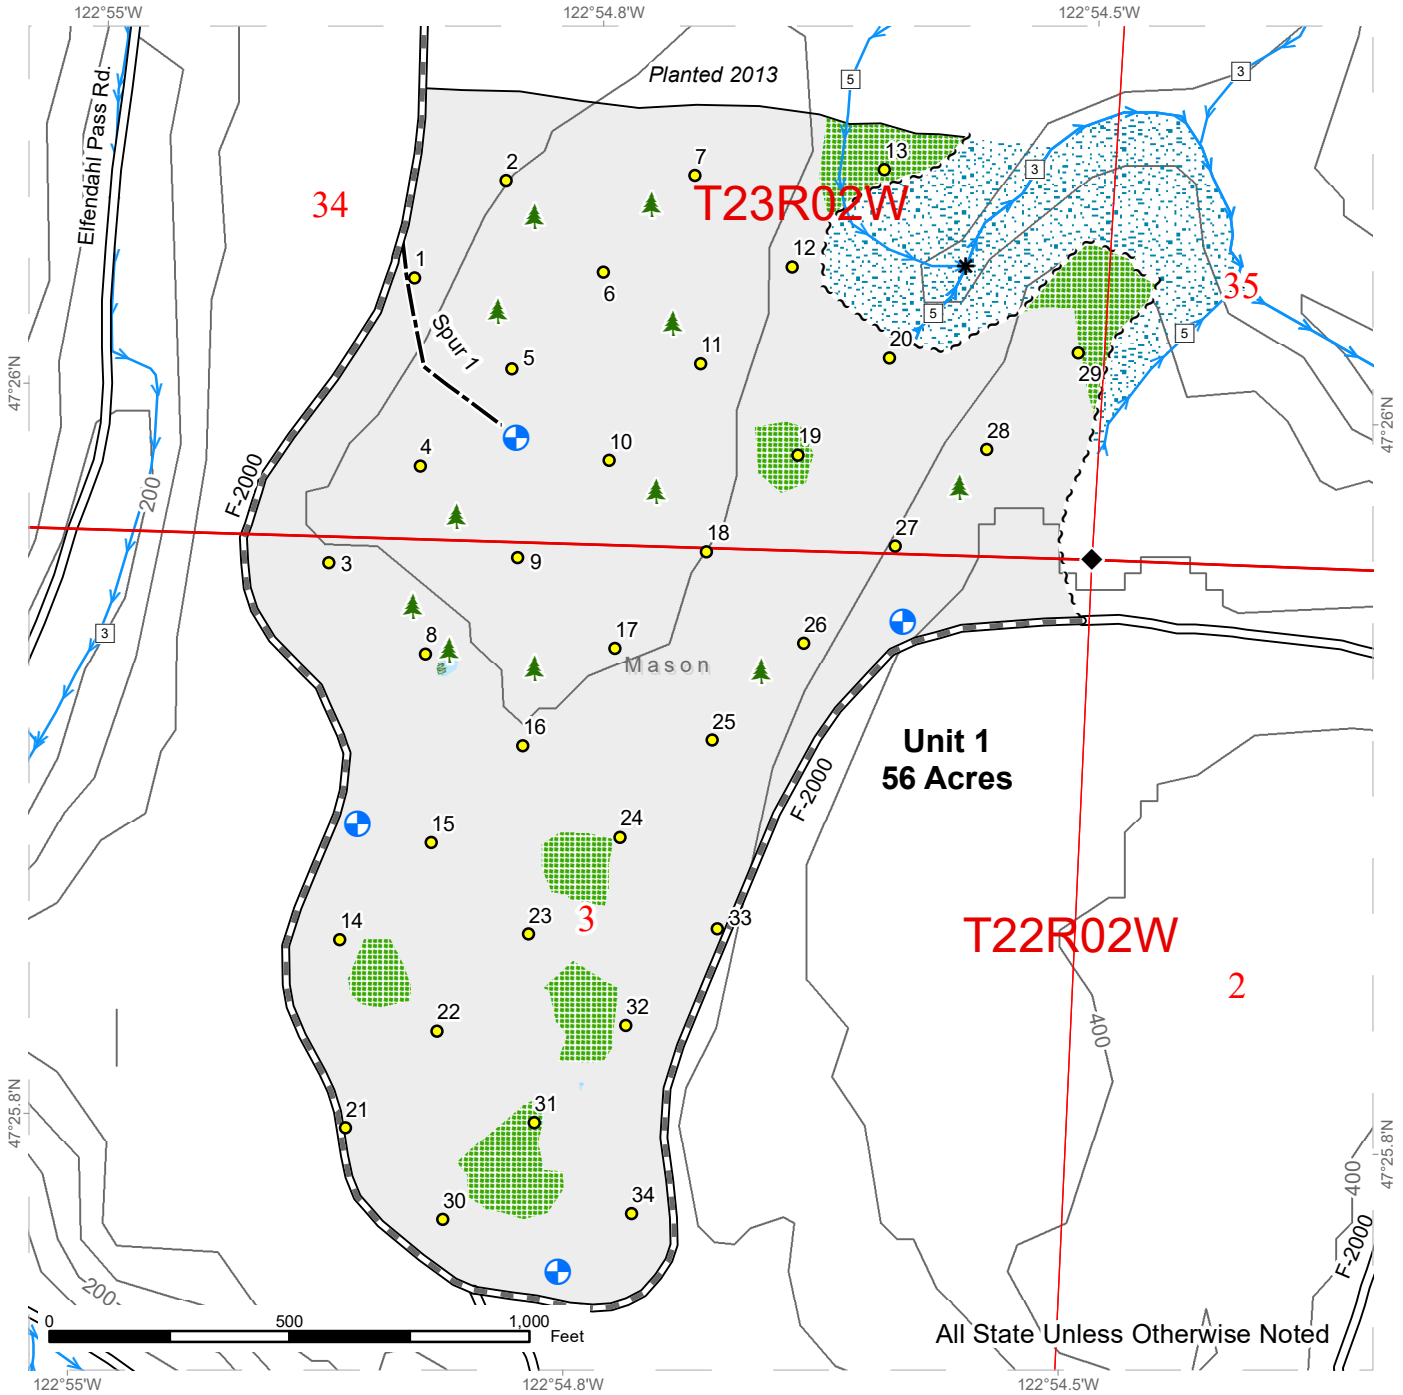 122°55'W
122°54.8'W
122°54.5'W
Planted 2013
5
3
Elfendahl Pass Rd.
7
13
2
3
34
T23R02W
12
1
6
35
5
5
Spur 1
20
11
5
29
47°26'N
47°26'N
28
19
10
4
200
F-2000
27
18
9
3
3
26
17
8
Mason
25
16
Unit 1
56 Acres
F-2000
24
15
33
23
3
14
T22R02W
2
32
22
400
31
21
47°25.8'N
47°25.8'N
400
34
30
F-2000
200
0
500
1,000
Feet
All State Unless Otherwise Noted
122°55'W
122°54.8'W
122°54.5'W